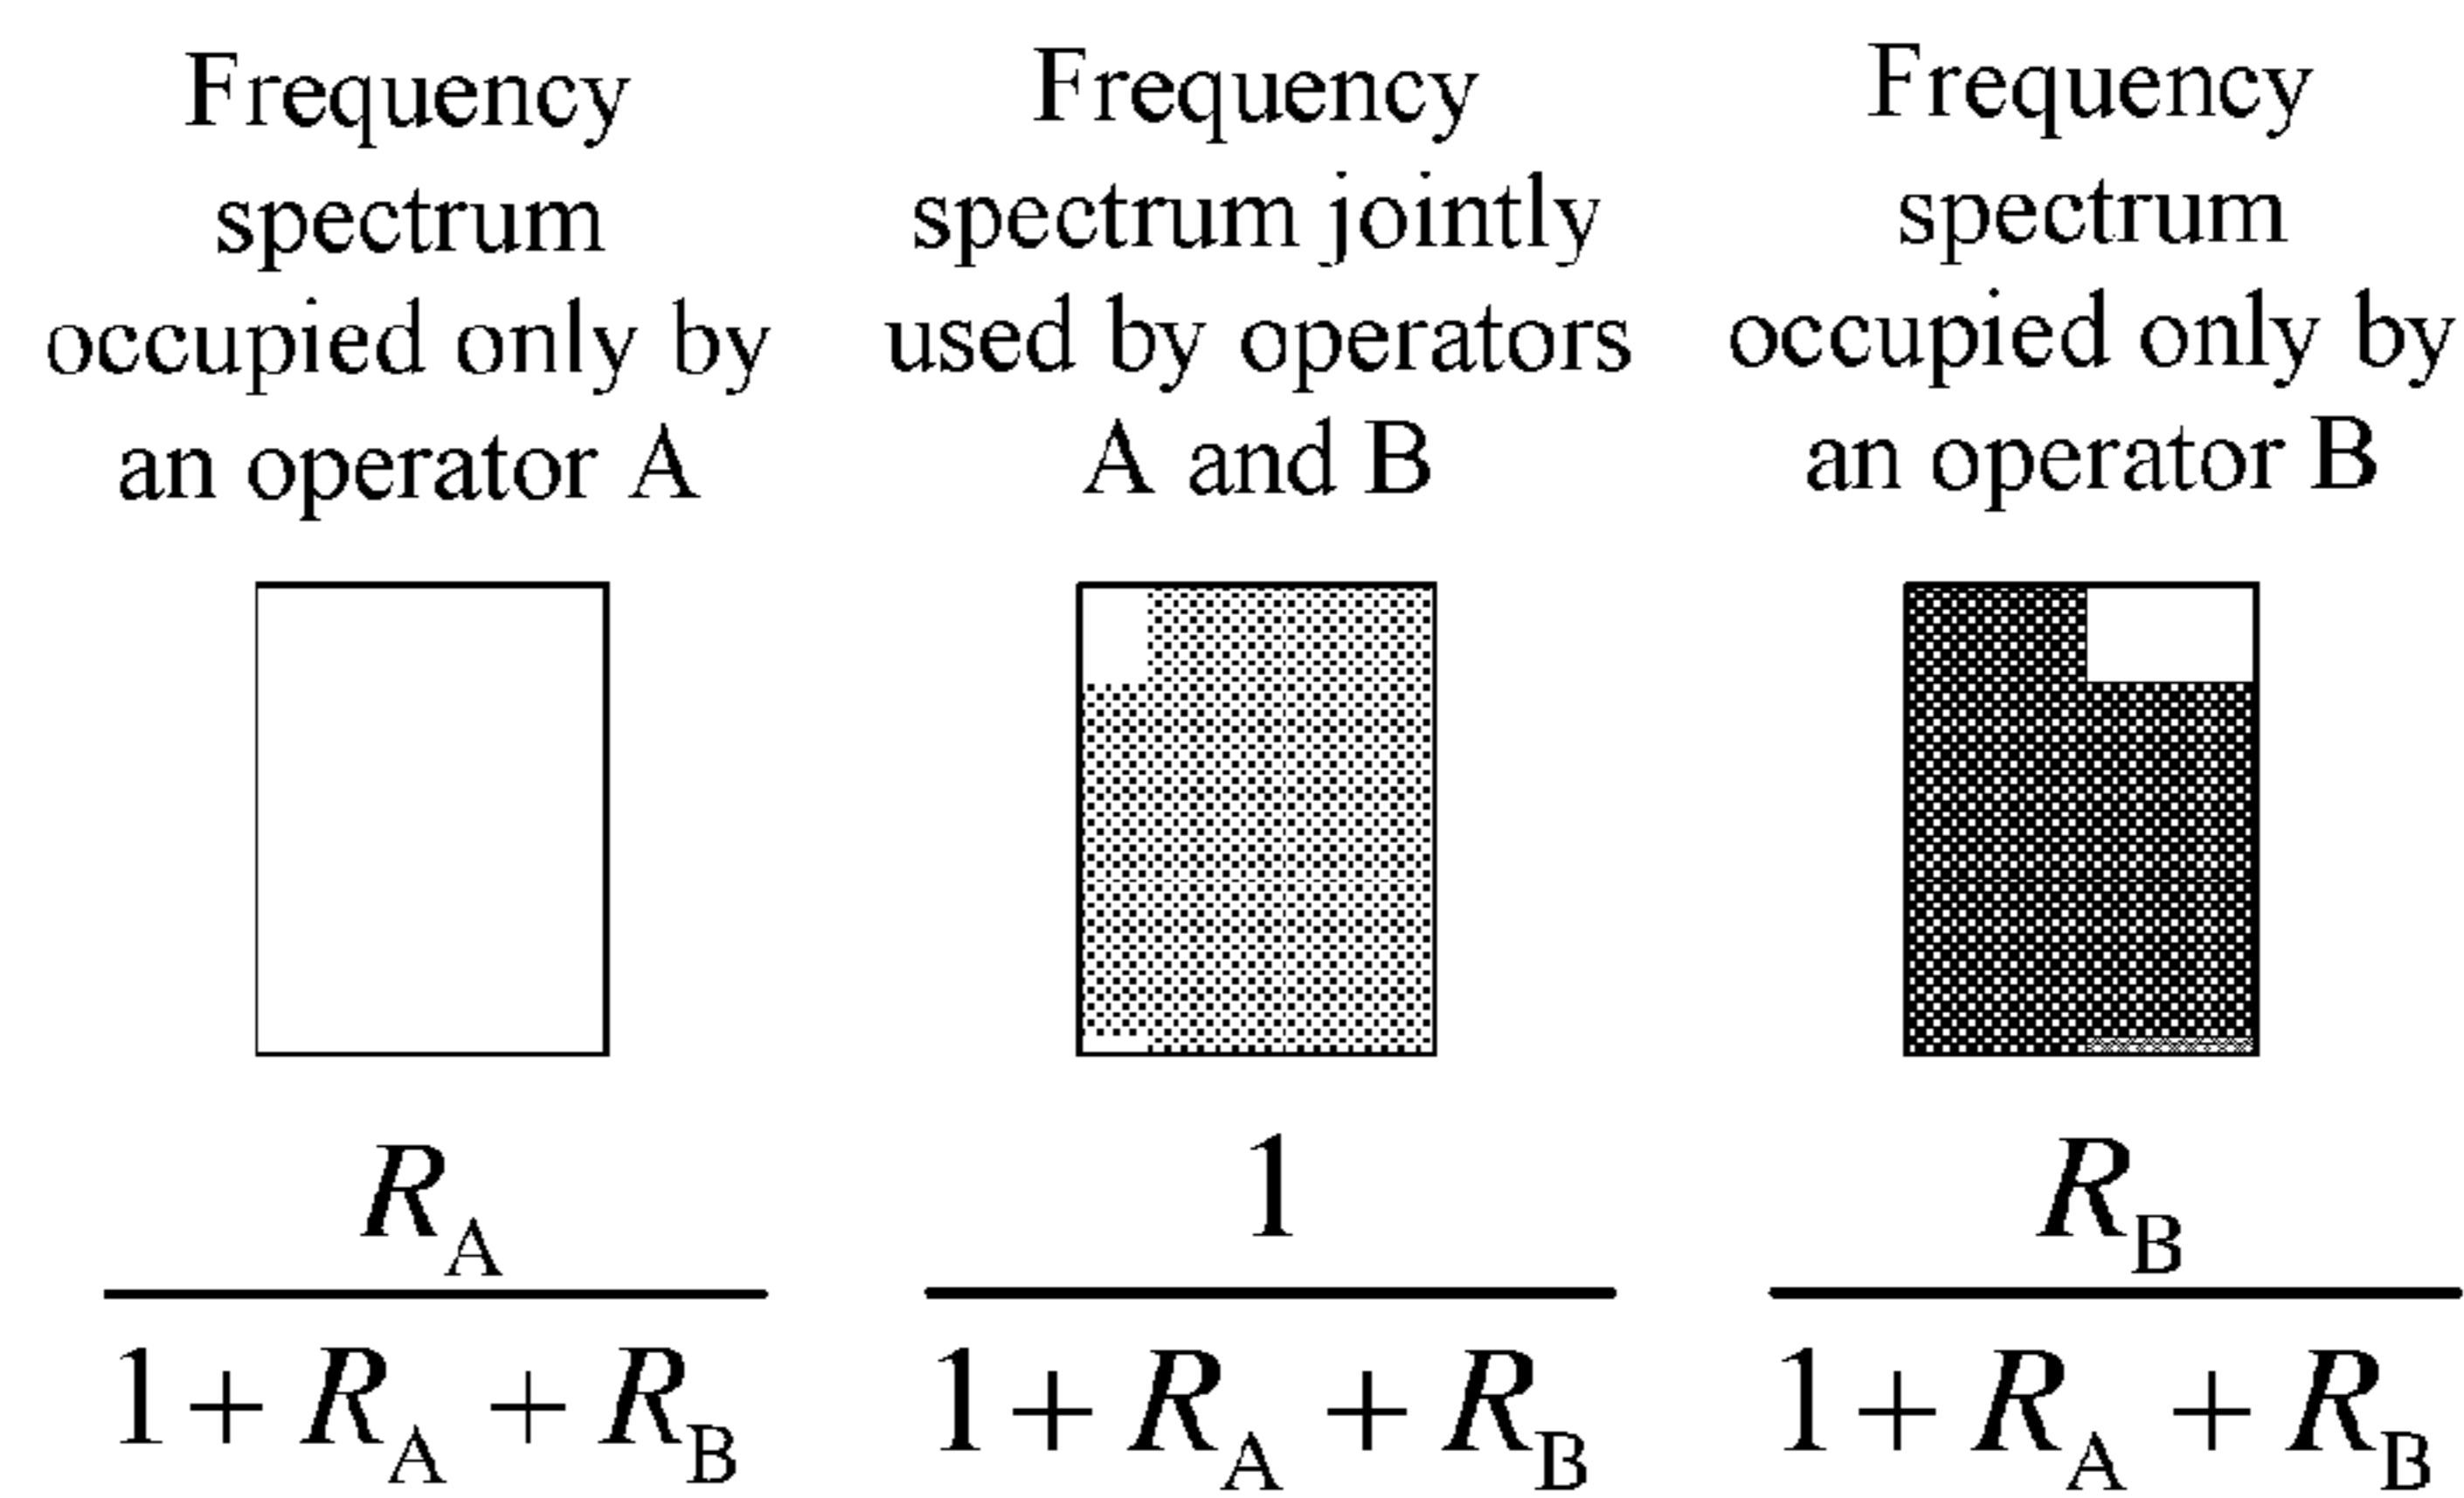 Frequency
spectrum
occupied only by
an operator A
Frequency
spectrum jointly
used by operators
A and B
Frequency
spectrum
occupied only by
an operator B
R_A
1 + R_A + R_B
1
1 + R_A + R_B
R_B
1 + R_A + R_B